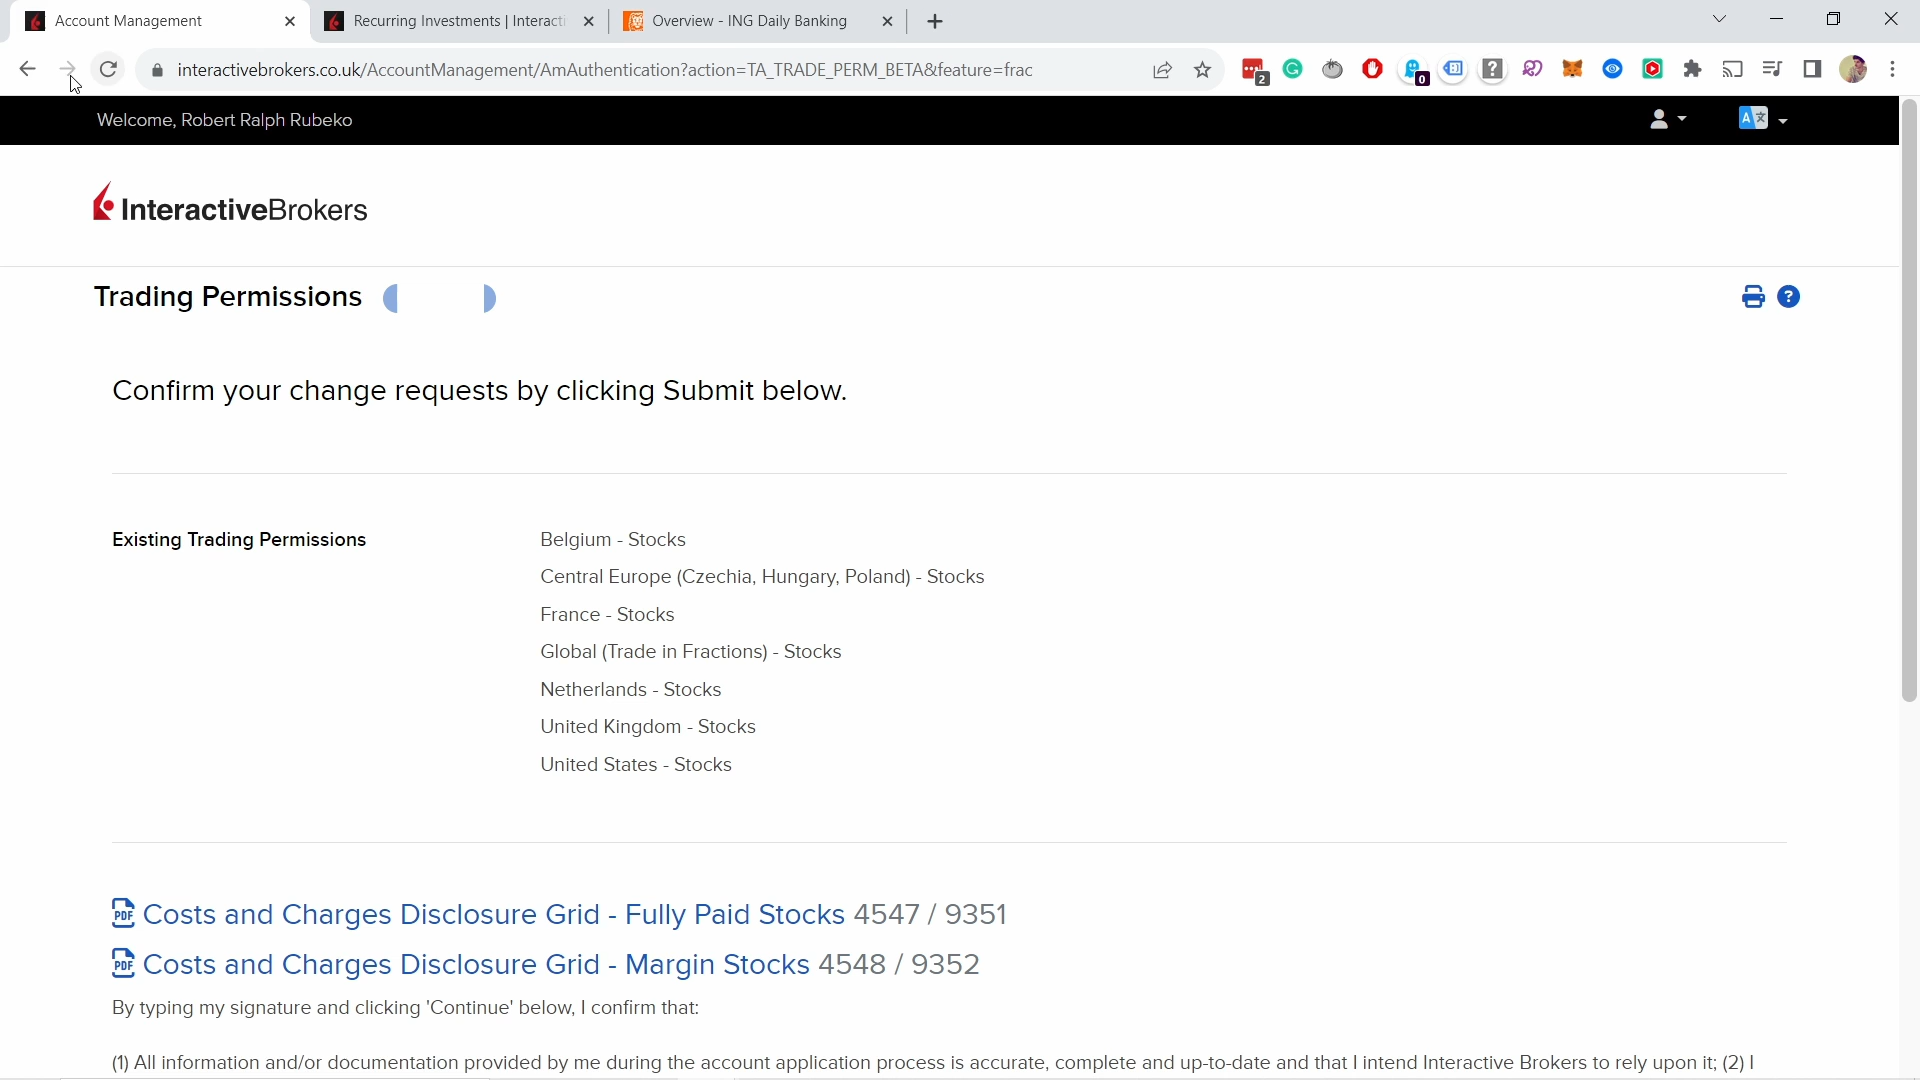 Account Management
Recurring Investments | Interacti
Overview - ING Daily Banking
interactivebrokers.co.uk/AccountManagement/AmAuthentication?action=TA_TRADE_PERM_BETA&feature=frac
2
0
Welcome, Robert Ralph Rubeko
InteractiveBrokers
Trading Permissions
Confirm your change requests by clicking Submit below.
Existing Trading Permissions
Belgium - Stocks
Central Europe (Czechia, Hungary, Poland) - Stocks
France - Stocks
Global (Trade in Fractions) - Stocks
Netherlands - Stocks
United Kingdom - Stocks
United States - Stocks
PDF Costs and Charges Disclosure Grid - Fully Paid Stocks 4547 / 9351
PDF Costs and Charges Disclosure Grid - Margin Stocks 4548 / 9352
By typing my signature and clicking 'Continue' below, I confirm that:
(1) All information and/or documentation provided by me during the account application process is accurate, complete and up-to-date and that I intend Interactive Brokers to rely upon it; (2) I